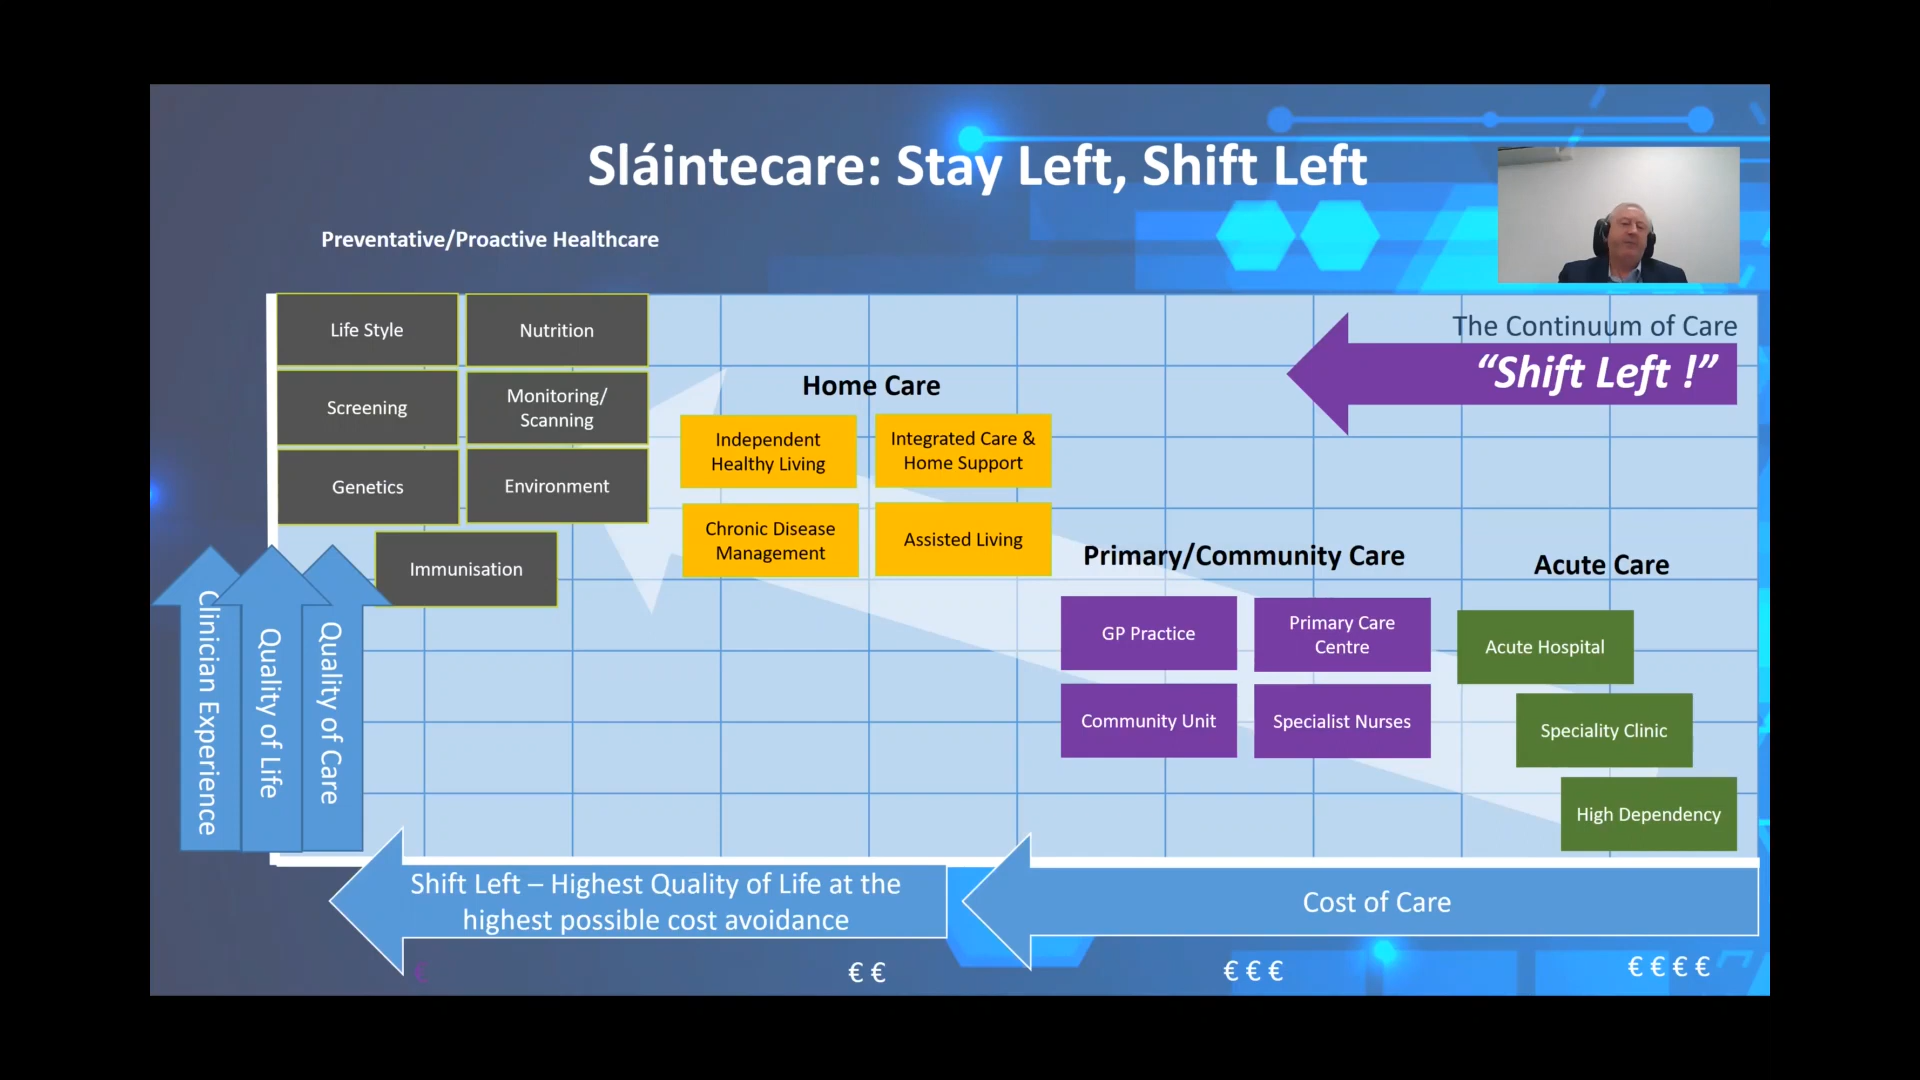 Sláintecare: Stay Left, Shift Left
Preventative/Proactive Healthcare
Life Style
Nutrition
Screening
Monitoring/
Scanning
Genetics
Environment
Immunisation
Home Care
Independent
Healthy Living
Integrated Care &
Home Support
Chronic Disease
Management
Assisted Living
The Continuum of Care
“Shift Left !”
Primary/Community Care
GP Practice
Primary Care
Centre
Community Unit
Specialist Nurses
Acute Care
Acute Hospital
Speciality Clinic
High Dependency
Clinician Experience
Quality of Life
Quality of Care
Shift Left – Highest Quality of Life at the
highest possible cost avoidance
Cost of Care
€
€ €
€ € €
€ € € €